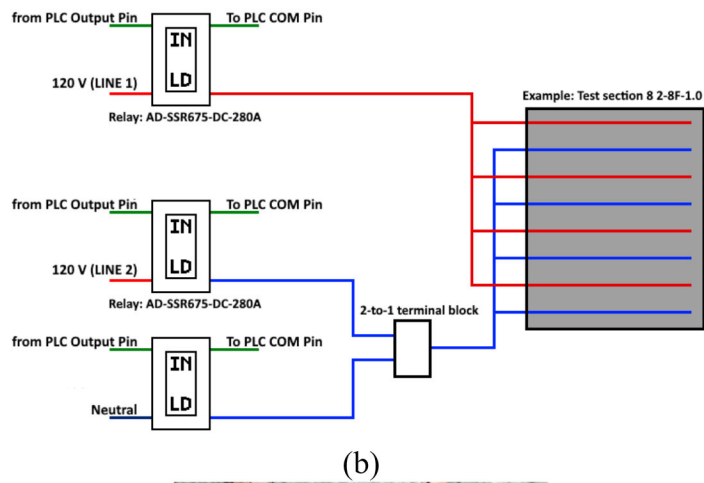 from PLC Output Pin
To PLC COM Pin
IN
120 V (LINE 1)
LD
Relay: AD-SSR675-DC-280A
Example: Test section 8 2-8F-1.0
from PLC Output Pin
To PLC COM Pin
IN
120 V (LINE 2)
LD
Relay: AD-SSR675-DC-280A
2-to-1 terminal block
from PLC Output Pin
To PLC COM Pin
IN
Neutral
LD
(b)